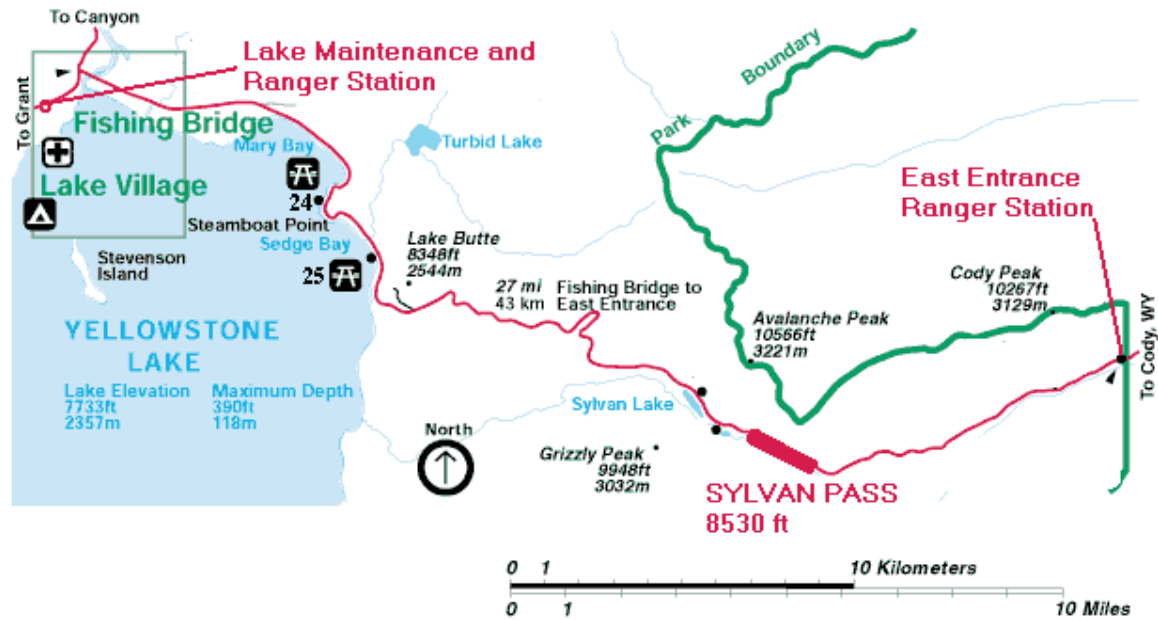 To Canyon
Lake Maintenance and
Ranger Station
To Grant
Fishing Bridge
Mary Bay
Lake Village
24
Steamboat Point
Sedge Bay
25
Stevenson
Island
Turbid Lake
Park Boundary
East Entrance
Ranger Station
Lake Butte
8348ft
2544m
27 mi
43 km
Fishing Bridge to
East Entrance
Cody Peak
10267ft
3129m
Avalanche Peak
10566ft
3221m
To Cody, WY
YELLOWSTONE
LAKE
Lake Elevation
7733ft
2357m
Maximum Depth
390ft
118m
Sylvan Lake
North
Grizzly Peak
9948ft
3032m
SYLVAN PASS
8530 ft
0 1 10 Kilometers
0 1 10 Miles